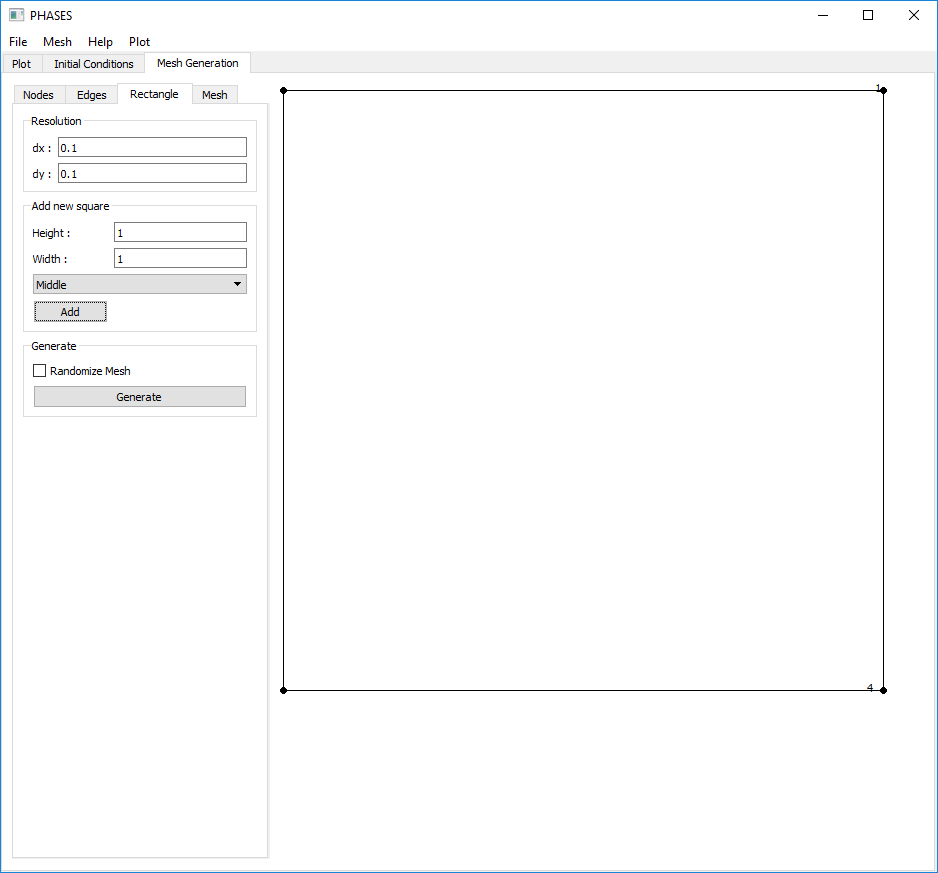 PHASES
File Mesh Help Plot
Plot Initial Conditions Mesh Generation
Nodes Edges Rectangle Mesh
Resolution
dx : 0.1
dy : 0.1
Add new square
Height : 1
Width : 1
Middle
Add
Generate
Randomize Mesh
Generate
1
4